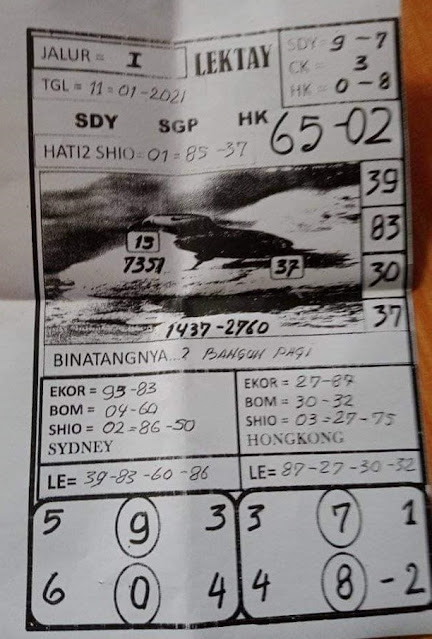 JALUR = I LEKTAY SDY = 9 - 7
CK = 3
TGL = 11 = 01 - 2021 HK = 0 - 8
SDY SGP HK 65-02
HATI2 SHIO = 01 = 85 - 37
39
83
30
37
13
7351
37
1437-2760
BINATANGNYA...? BANGUN PAGI
EKOR = 93-83
BOM = 04-60
SHIO = 02=86-50
SYDNEY
LE= 39-83-60-86
EKOR = 27-87
BOM = 30-32
SHIO = 03=27-75
HONGKONG
LE= 87-27-30-32
5 9 3
6 0 4
3 7 1
4 8 - 2